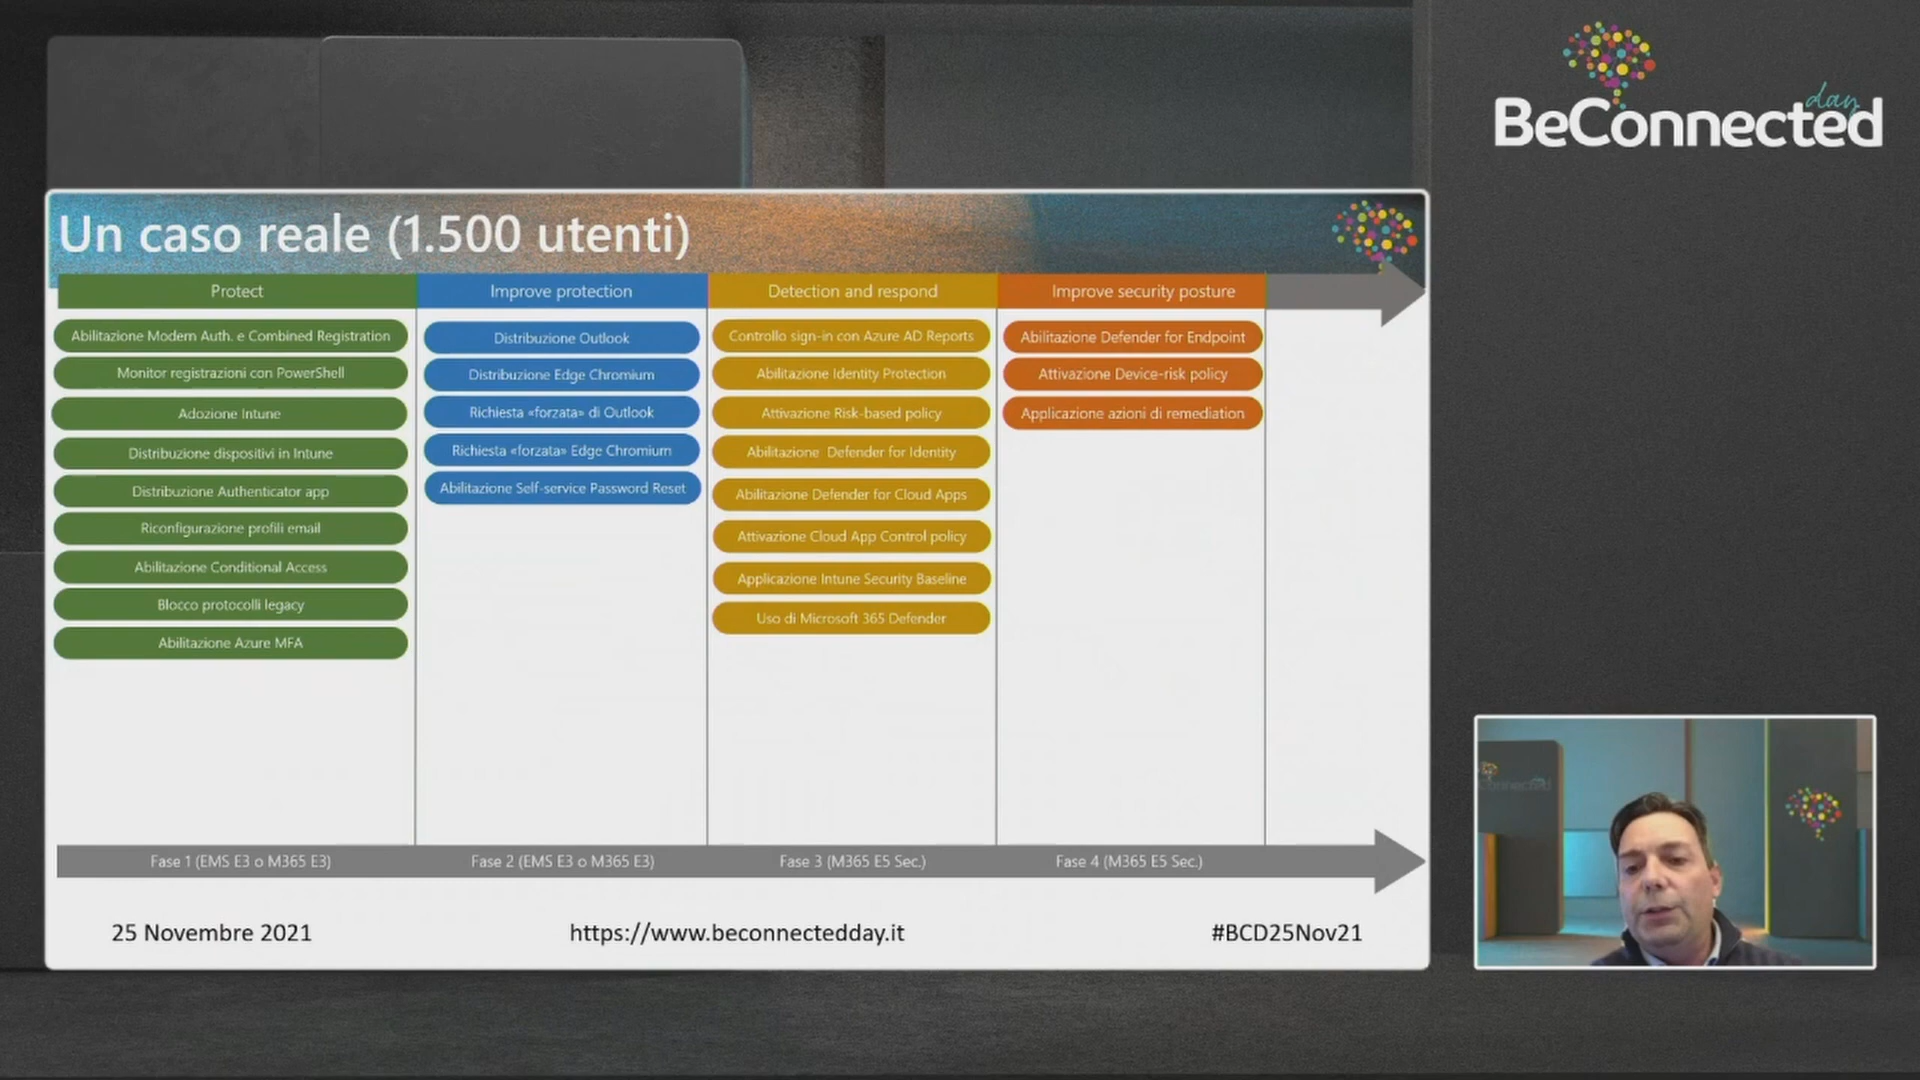 day
BeConnected
Un caso reale (1.500 utenti)
Protect
Improve protection
Detection and respond
Improve security posture
Abilitazione Modern Auth. e Combined Registration
Monitor registrazioni con PowerShell
Adozione Intune
Distribuzione dispositivi in Intune
Distribuzione Authenticator app
Riconfigurazione profili email
Abilitazione Conditional Access
Blocco protocolli legacy
Abilitazione Azure MFA
Distribuzione Outlook
Distribuzione Edge Chromium
Richiesta «forzata» di Outlook
Richiesta «forzata» Edge Chromium
Abilitazione Self-service Password Reset
Controllo sign-in con Azure AD Reports
Abilitazione Identity Protection
Attivazione Risk-based policy
Abilitazione Defender for Identity
Abilitazione Defender for Cloud Apps
Attivazione Cloud App Control policy
Applicazione Intune Security Baseline
Uso di Microsoft 365 Defender
Abilitazione Defender for Endpoint
Attivazione Device-risk policy
Applicazione azioni di remediation
Fase 1 (EMS E3 o M365 E3)
Fase 2 (EMS E3 o M365 E3)
Fase 3 (M365 E5 Sec.)
Fase 4 (M365 E5 Sec.)
25 Novembre 2021
https://www.beconnectedday.it
#BCD25Nov21